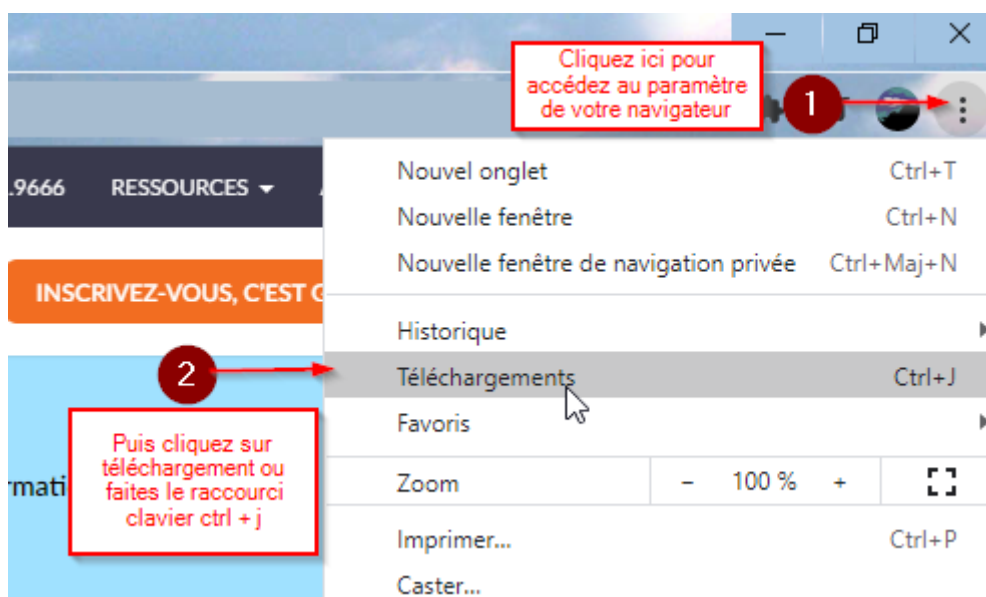 Cliquez ici pour
accédez au paramètre
de votre navigateur
1
.9666 RESSOURCES
INSCRIVEZ-VOUS, C'EST G
Nouvel onglet Ctrl+T
Nouvelle fenêtre Ctrl+N
Nouvelle fenêtre de navigation privée Ctrl+Maj+N
Historique
2
Téléchargements Ctrl+J
Favoris
Puis cliquez sur
téléchargement ou
faites le raccourci
clavier ctrl + j
rmati
Zoom - 100 % +
Imprimer... Ctrl+P
Caster...